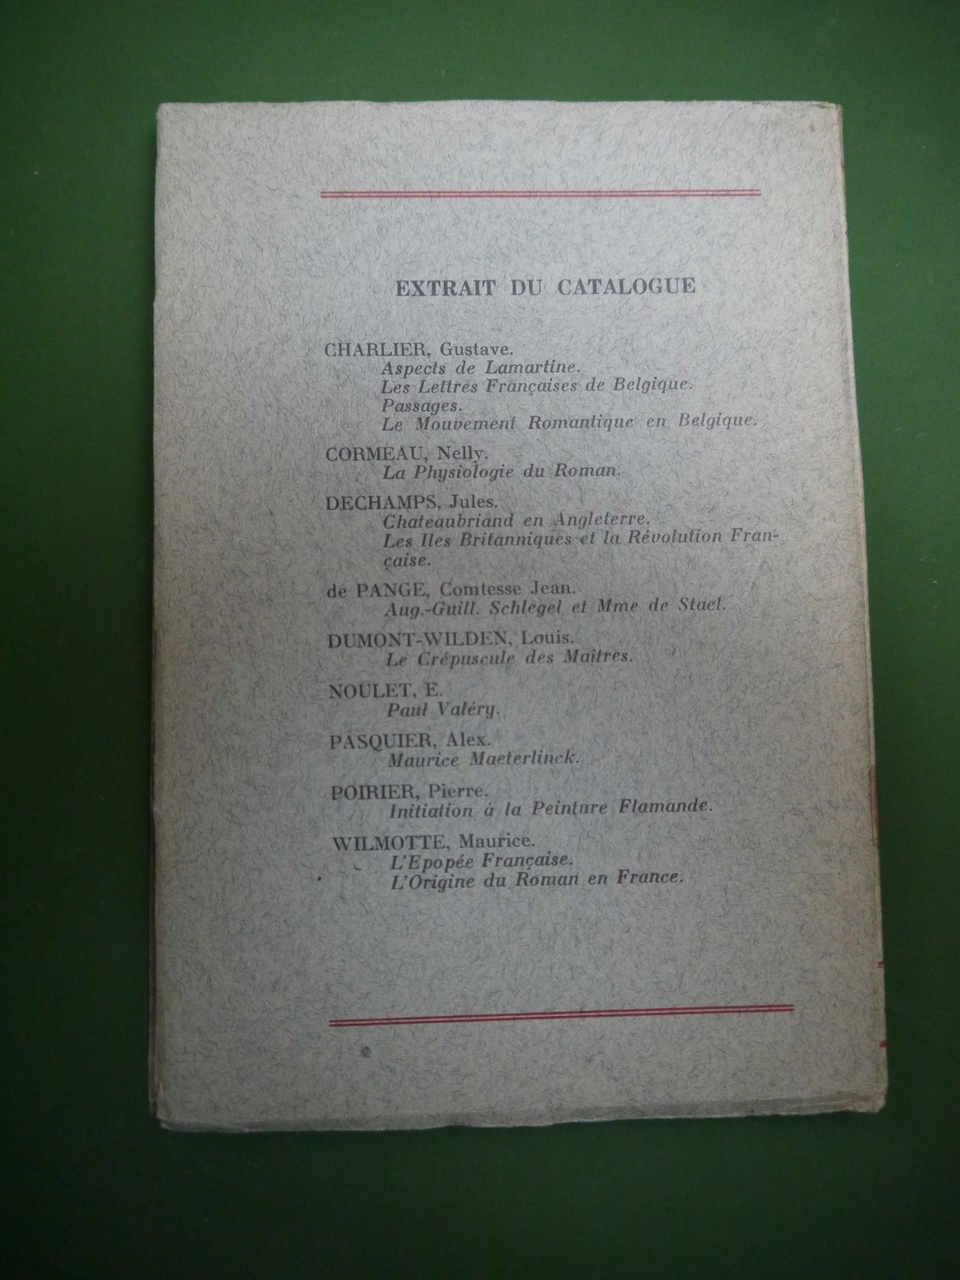 EXTRAIT DU CATALOGUE
CHARLIER, Gustave.
Aspects de Lamartine.
Les Lettres Françaises de Belgique.
Passages.
Le Mouvement Romantique en Belgique.
CORMEAU, Nelly.
La Physiologie du Roman.
DECHAMPS, Jules.
Chateaubriand en Angleterre.
Les Iles Britanniques et la Révolution Fran-
çaise.
de PANGE, Comtesse Jean.
Aug.-Guill. Schlegel et Mme de Stael.
DUMONT-WILDEN, Louis.
Le Crépuscule des Maîtres.
NOULET, E.
Paul Valéry.
PASQUIER, Alex.
Maurice Maeterlinck.
POIRIER, Pierre.
Initiation à la Peinture Flamande.
WILMOTTE, Maurice.
L'Epopée Française.
L'Origine du Roman en France.